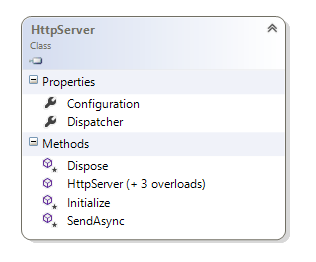 HttpServer
Class
Properties
Configuration
Dispatcher
Methods
Dispose
HttpServer (+ 3 overloads)
Initialize
SendAsync